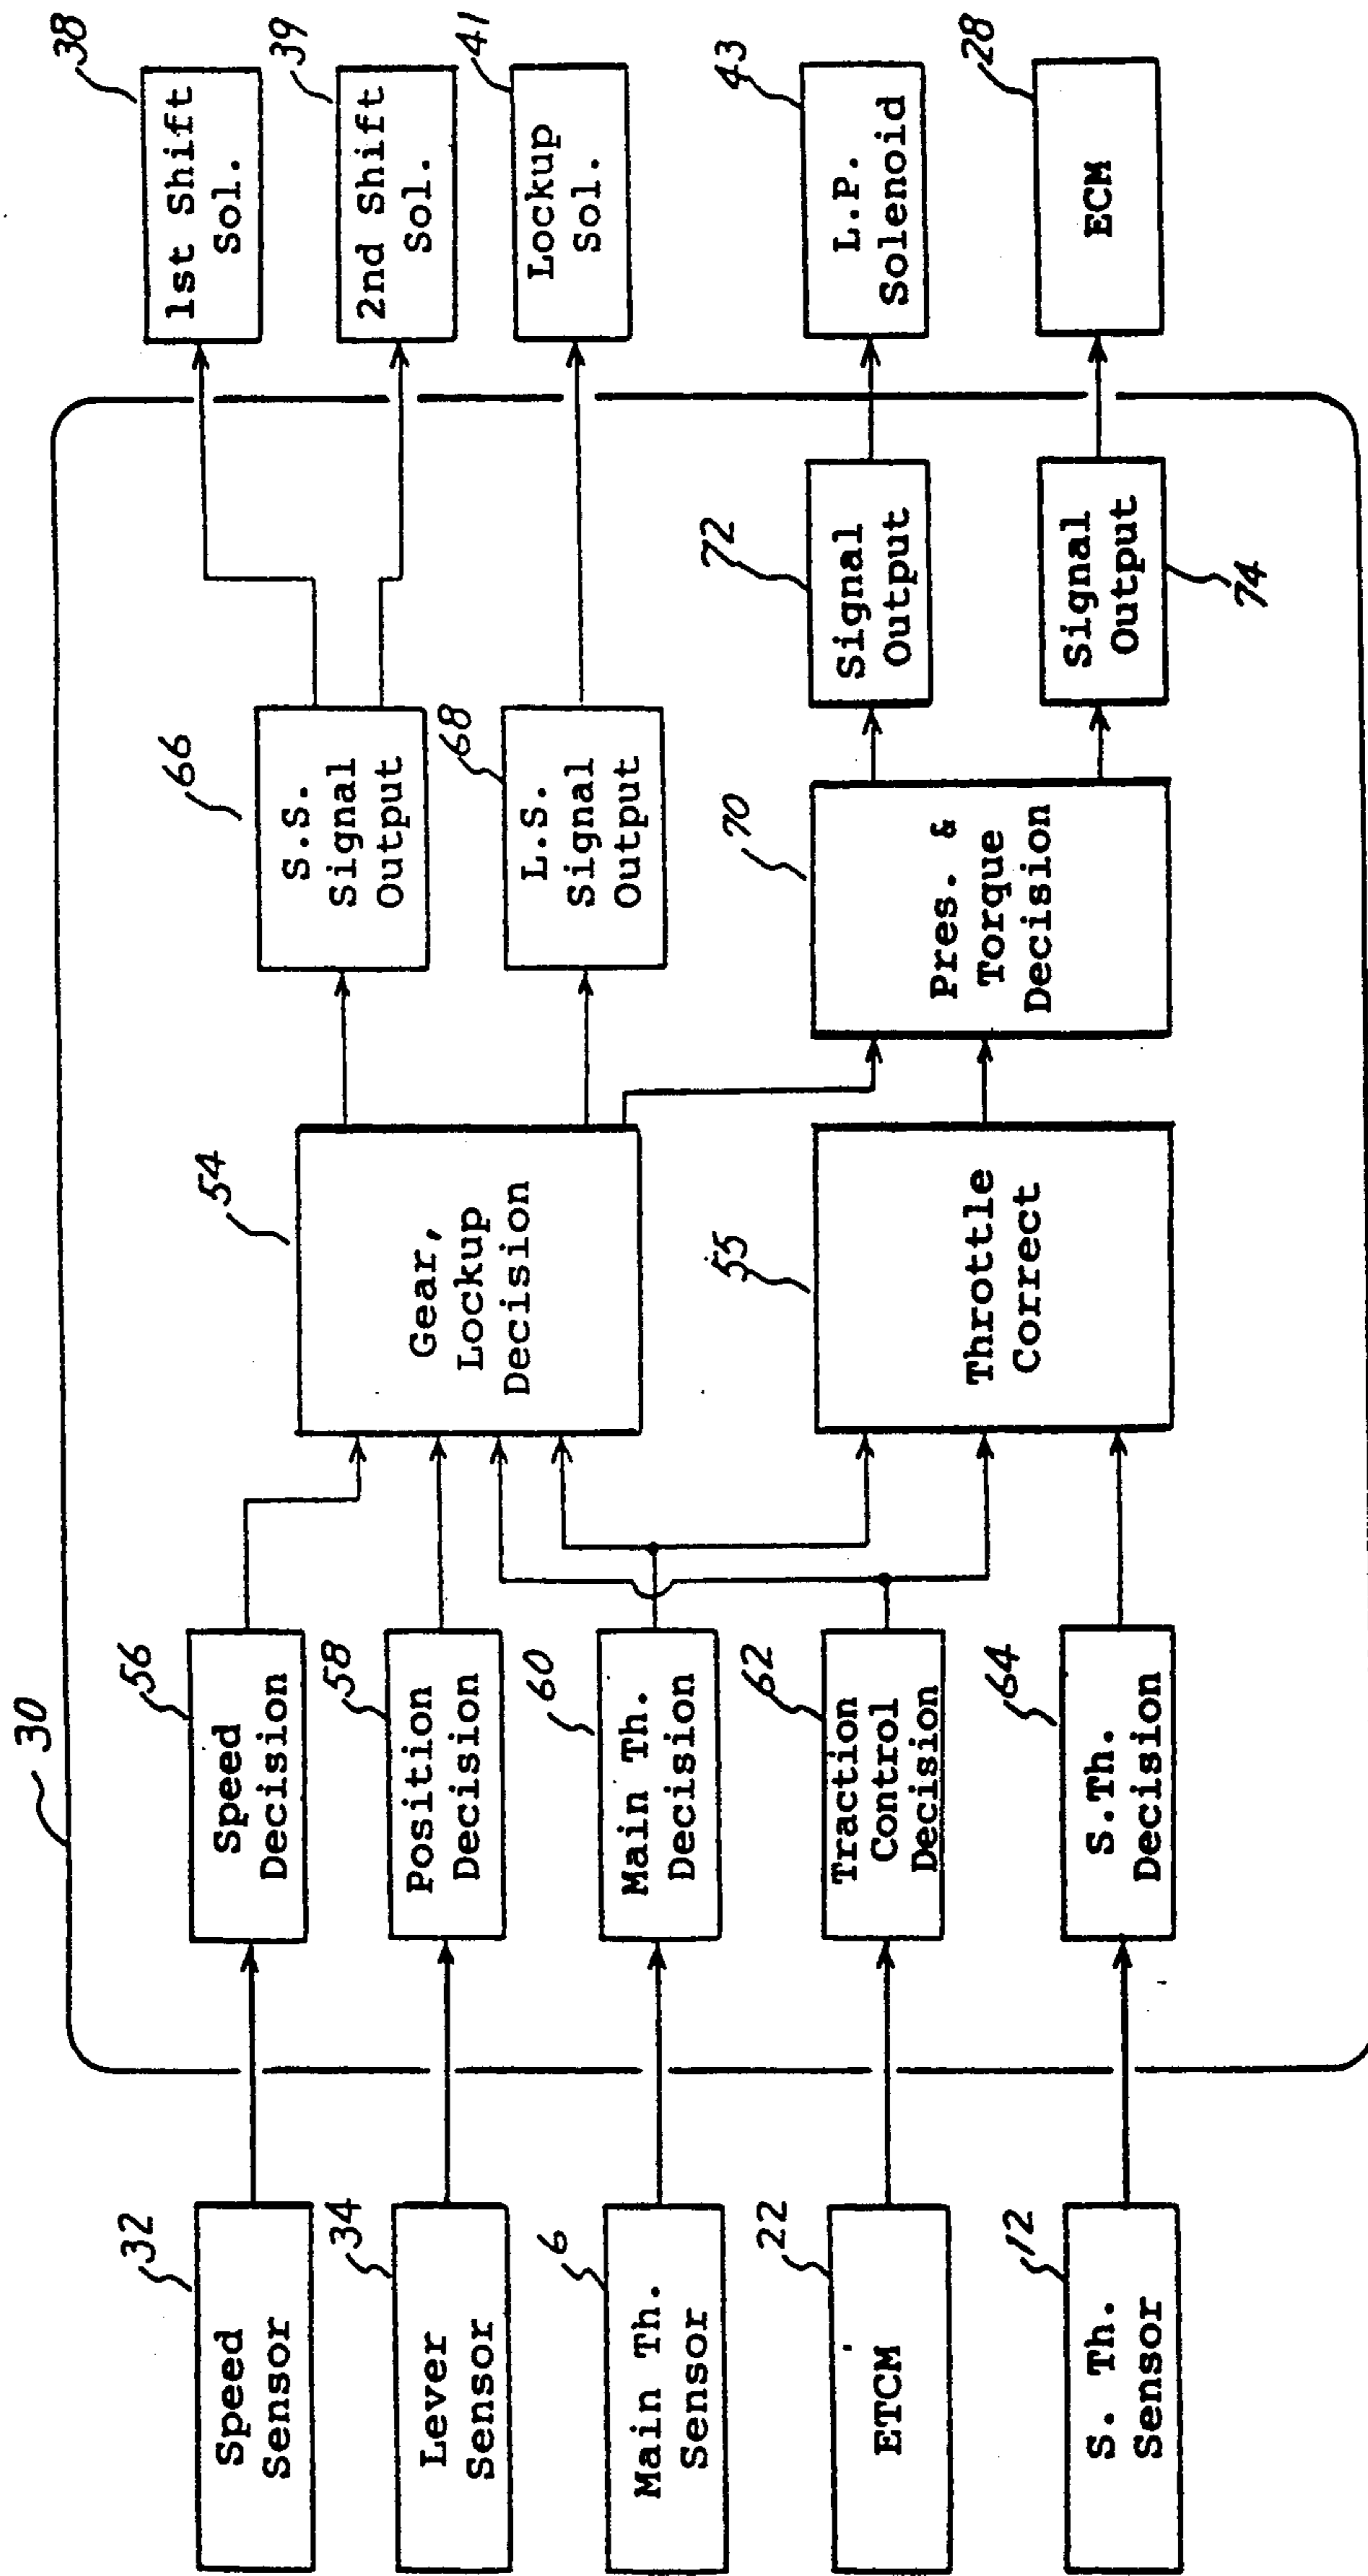 30
32
Speed
Sensor
34
Lever
Sensor
6
Main Th.
Sensor
22
ETCM
12
S. Th.
Sensor
56
Speed
Decision
58
Position
Decision
60
Main Th.
Decision
62
Traction
Control
Decision
64
S.Th.
Decision
54
Gear,
Lockup
Decision
55
Throttle
Correct
66
S.S.
Signal
Output
68
L.S.
Signal
Output
70
Pres. &
Torque
Decision
72
Signal
Output
74
Signal
Output
38
1st Shift
Sol.
39
2nd Shift
Sol.
41
Lockup
Sol.
43
L.P.
Solenoid
28
ECM